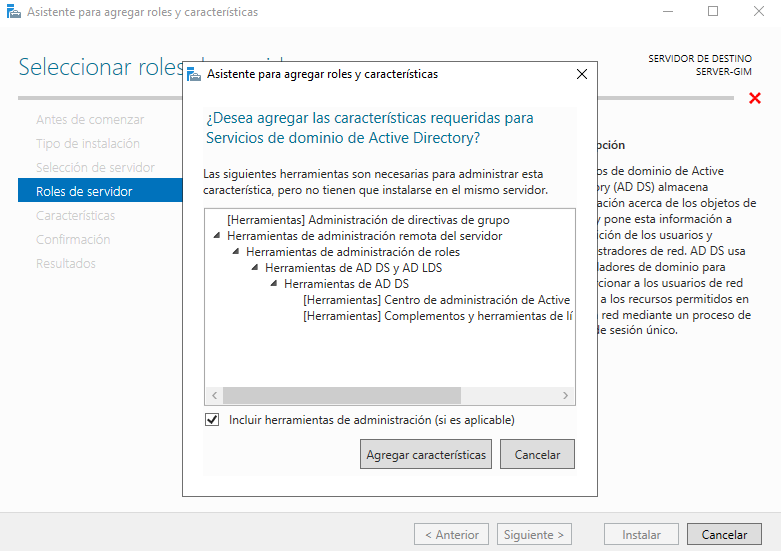 Asistente para agregar roles y características
Seleccionar roles de
SERVIDOR DE DESTINO
SERVER-GIM
Antes de comenzar
Tipo de instalación
Selección de servidor
Roles de servidor
Características
Confirmación
Resultados
Asistente para agregar roles y características
¿Desea agregar las características requeridas para
Servicios de dominio de Active Directory?
Las siguientes herramientas son necesarias para administrar esta
característica, pero no tienen que instalarse en el mismo servidor.
[Herramientas] Administración de directivas de grupo
Herramientas de administración remota del servidor
Herramientas de administración de roles
Herramientas de AD DS y AD LDS
Herramientas de AD DS
[Herramientas] Centro de administración de Active
[Herramientas] Complementos y herramientas de lí
Incluir herramientas de administración (si es aplicable)
Agregar características
Cancelar
pción
os de dominio de Active
ory (AD DS) almacena
ación acerca de los objetos de
y pone esta información a
ición de los usuarios y
istradores de red. AD DS usa
ladores de dominio para
rcionar a los usuarios de red
a los recursos permitidos en
red mediante un proceso de
de sesión único.
< Anterior
Siguiente >
Instalar
Cancelar